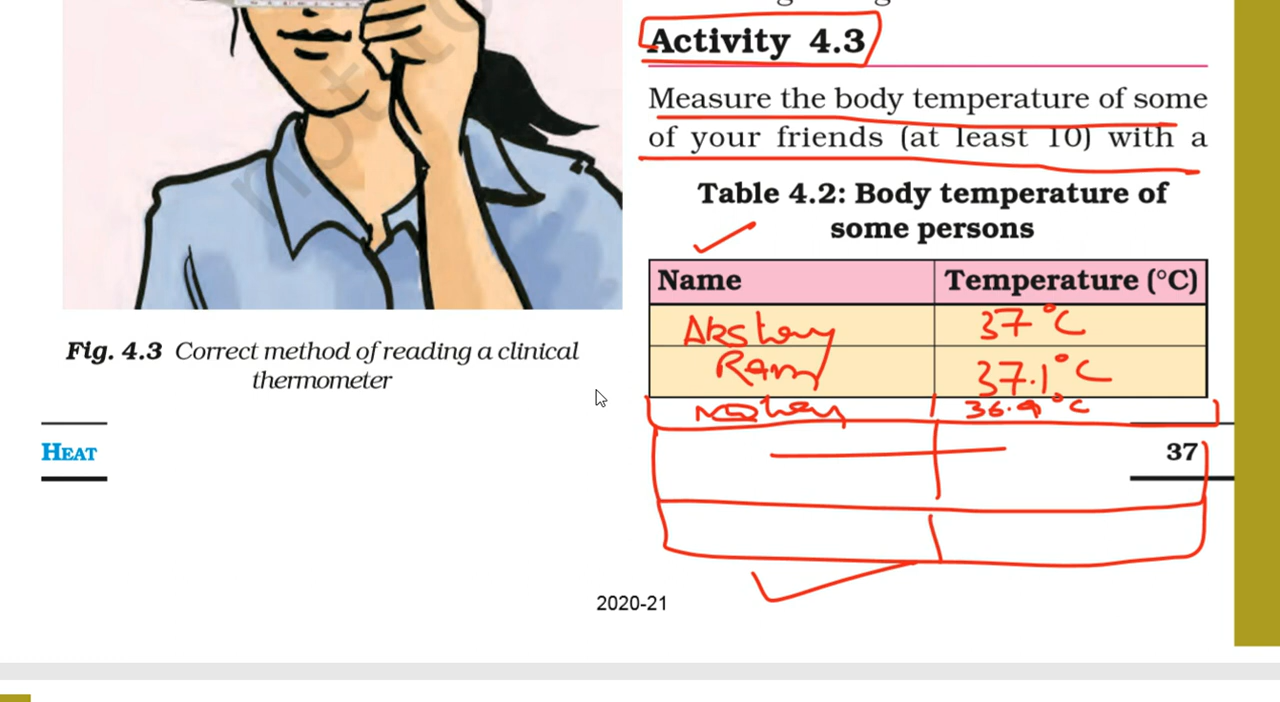 Activity 4.3
Measure the body temperature of some
of your friends (at least 10) with a
Table 4.2: Body temperature of
some persons
Name Temperature (°C)
Akshay 37°C
Ram 37.1°C
36.9°C
Fig. 4.3 Correct method of reading a clinical
thermometer
HEAT
37
2020-21